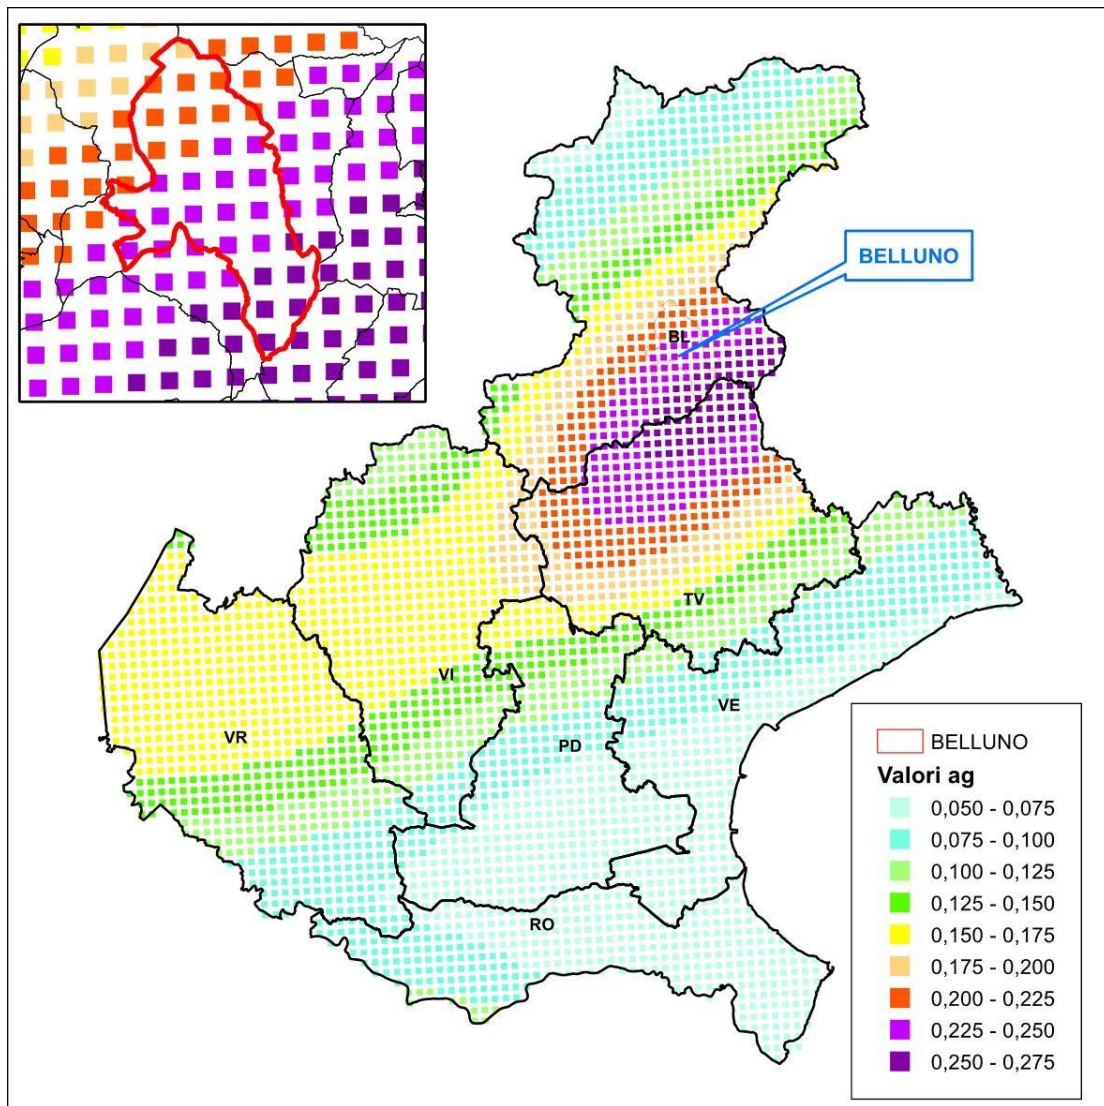 BELLUNO
BL
TV
VI
VE
VR
PD
RO
BELLUNO
Valori ag
0,050 - 0,075
0,075 - 0,100
0,100 - 0,125
0,125 - 0,150
0,150 - 0,175
0,175 - 0,200
0,200 - 0,225
0,225 - 0,250
0,250 - 0,275